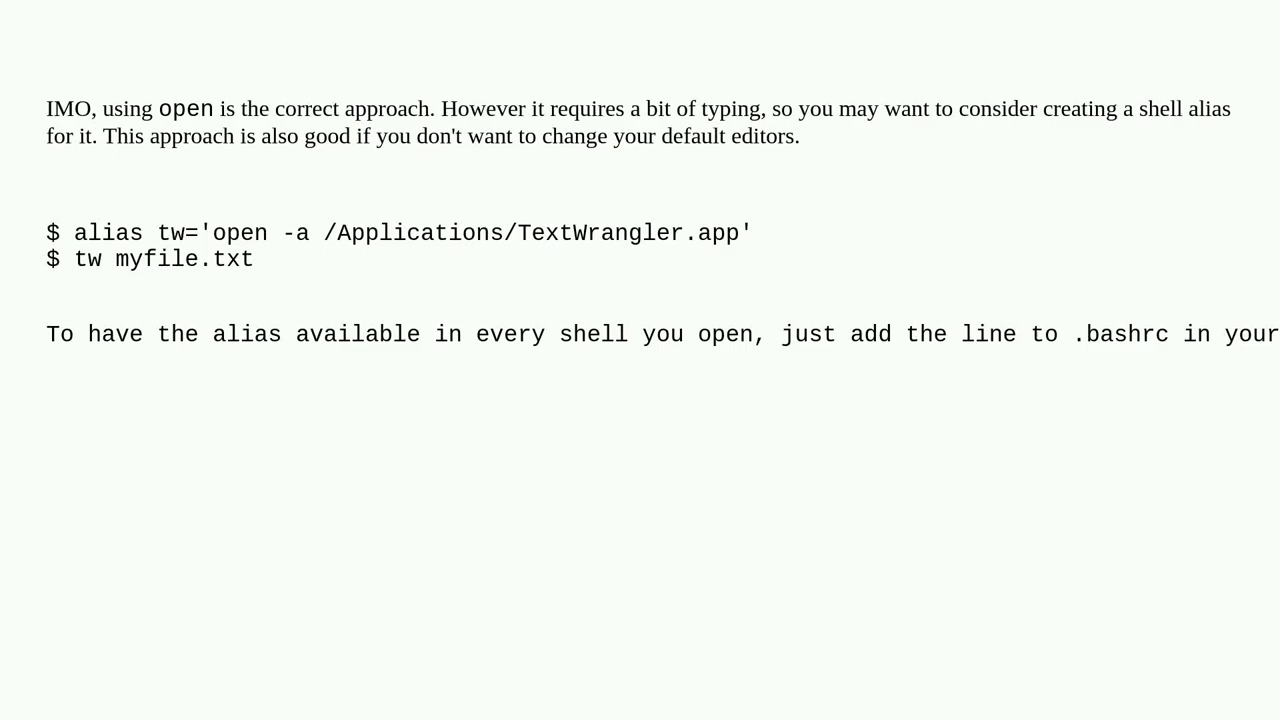 IMO, using open is the correct approach. However it requires a bit of typing, so you may want to consider creating a shell alias
for it. This approach is also good if you don't want to change your default editors.
$ alias tw='open -a /Applications/TextWrangler.app'
$ tw myfile.txt
To have the alias available in every shell you open, just add the line to .bashrc in your